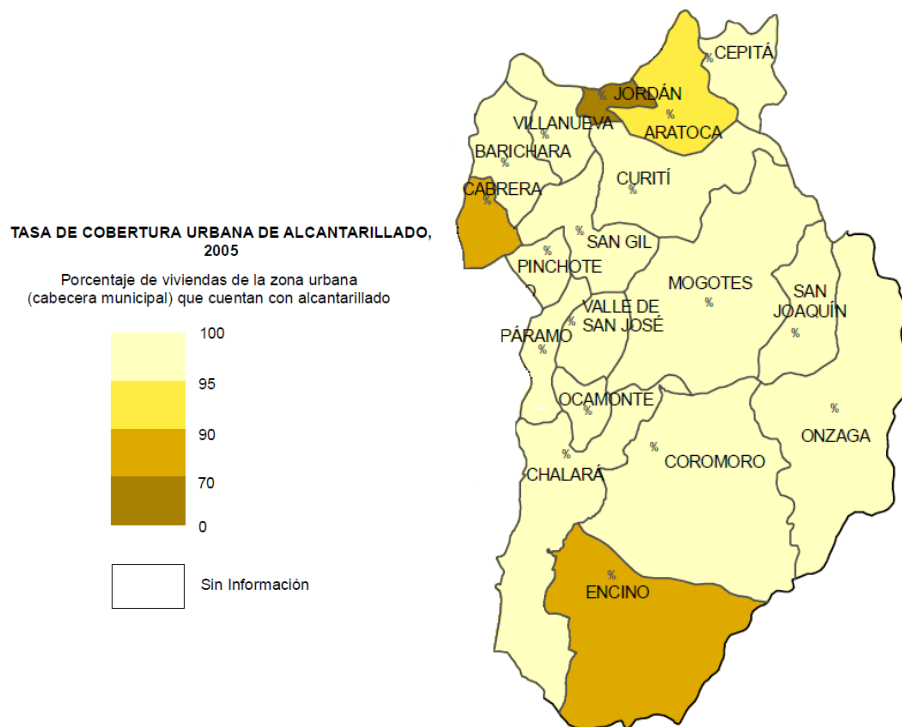 TASA DE COBERTURA URBANA DE ALCANTARILLADO,
2005
Porcentaje de viviendas de la zona urbana
(cabecera municipal) que cuentan con alcantarillado
100
95
90
70
0
Sin Información
CEPITÁ
%
JORDÁN
%
ARATOCA
%
VILLANUEVA
%
BARICHARA
%
CABRERA
%
CURITÍ
%
SAN GIL
%
PINCHOTE
%
O
MOGOTES
%
SAN
JOAQUÍN
%
VALLE DE
SAN JOSÉ
%
PÁRAMO
%
OCAMONTE
%
ONZAGA
%
COROMORO
%
CHALARÁ
%
ENCINO
%